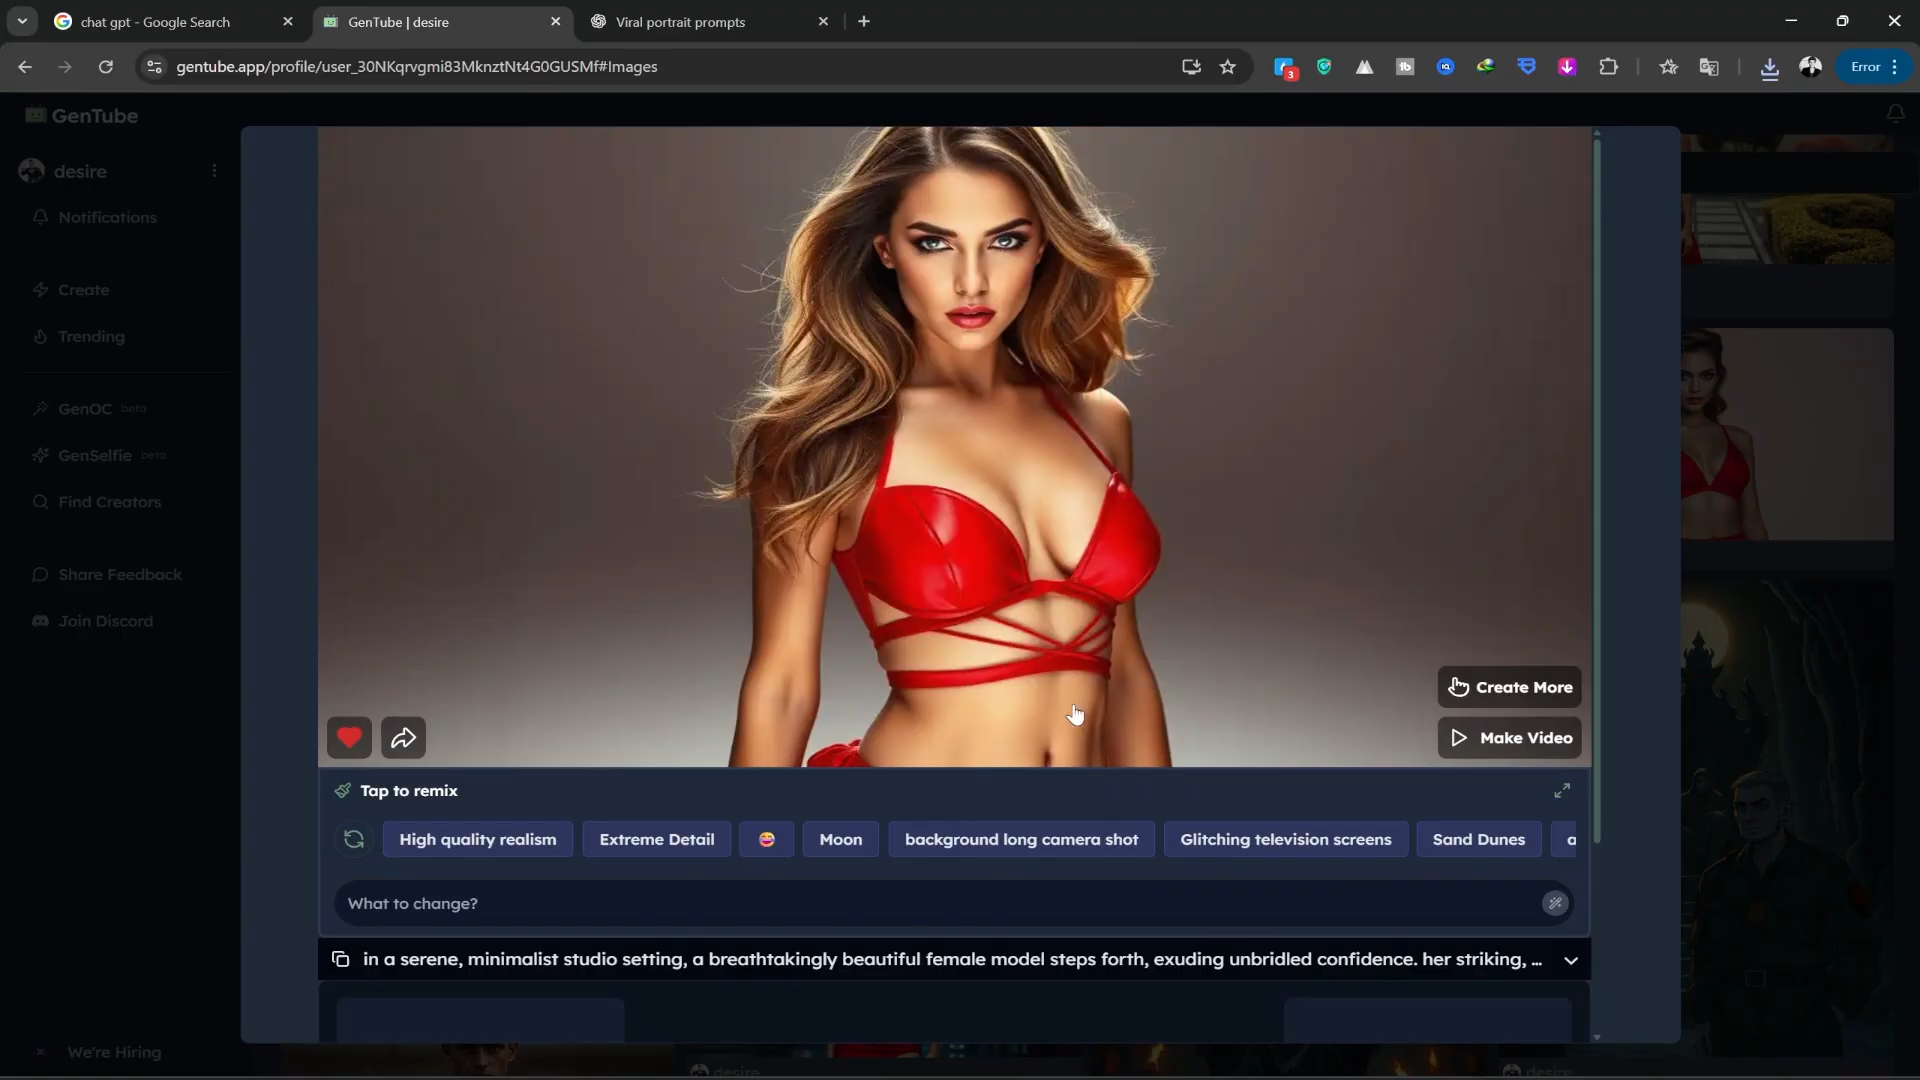 chat gpt - Google Search
GenTube | desire
Viral portrait prompts
gentube.app/profile/user_30NKqrvgmi83MknztNt4G0GUSMf#Images
3
Error
GenTube
desire
Notifications
Create
Trending
GenOC beta
GenSelfie beta
Find Creators
Share Feedback
Join Discord
We're Hiring
Create More
Make Video
Tap to remix
High quality realism
Extreme Detail
Moon
background long camera shot
Glitching television screens
Sand Dunes
What to change?
in a serene, minimalist studio setting, a breathtakingly beautiful female model steps forth, exuding unbridled confidence. her striking, ...
desire
desire